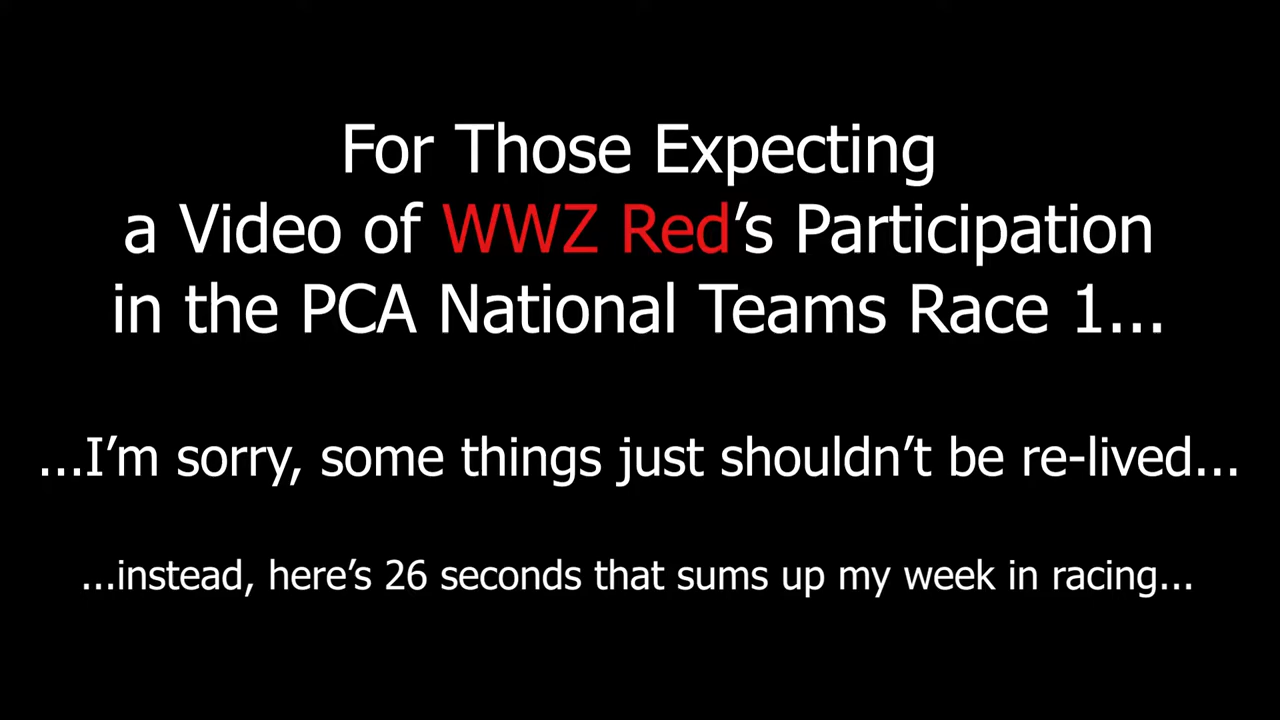 For Those Expecting
a Video of WWZ Red’s Participation
in the PCA National Teams Race 1...
...I’m sorry, some things just shouldn’t be re-lived...
...instead, here’s 26 seconds that sums up my week in racing...